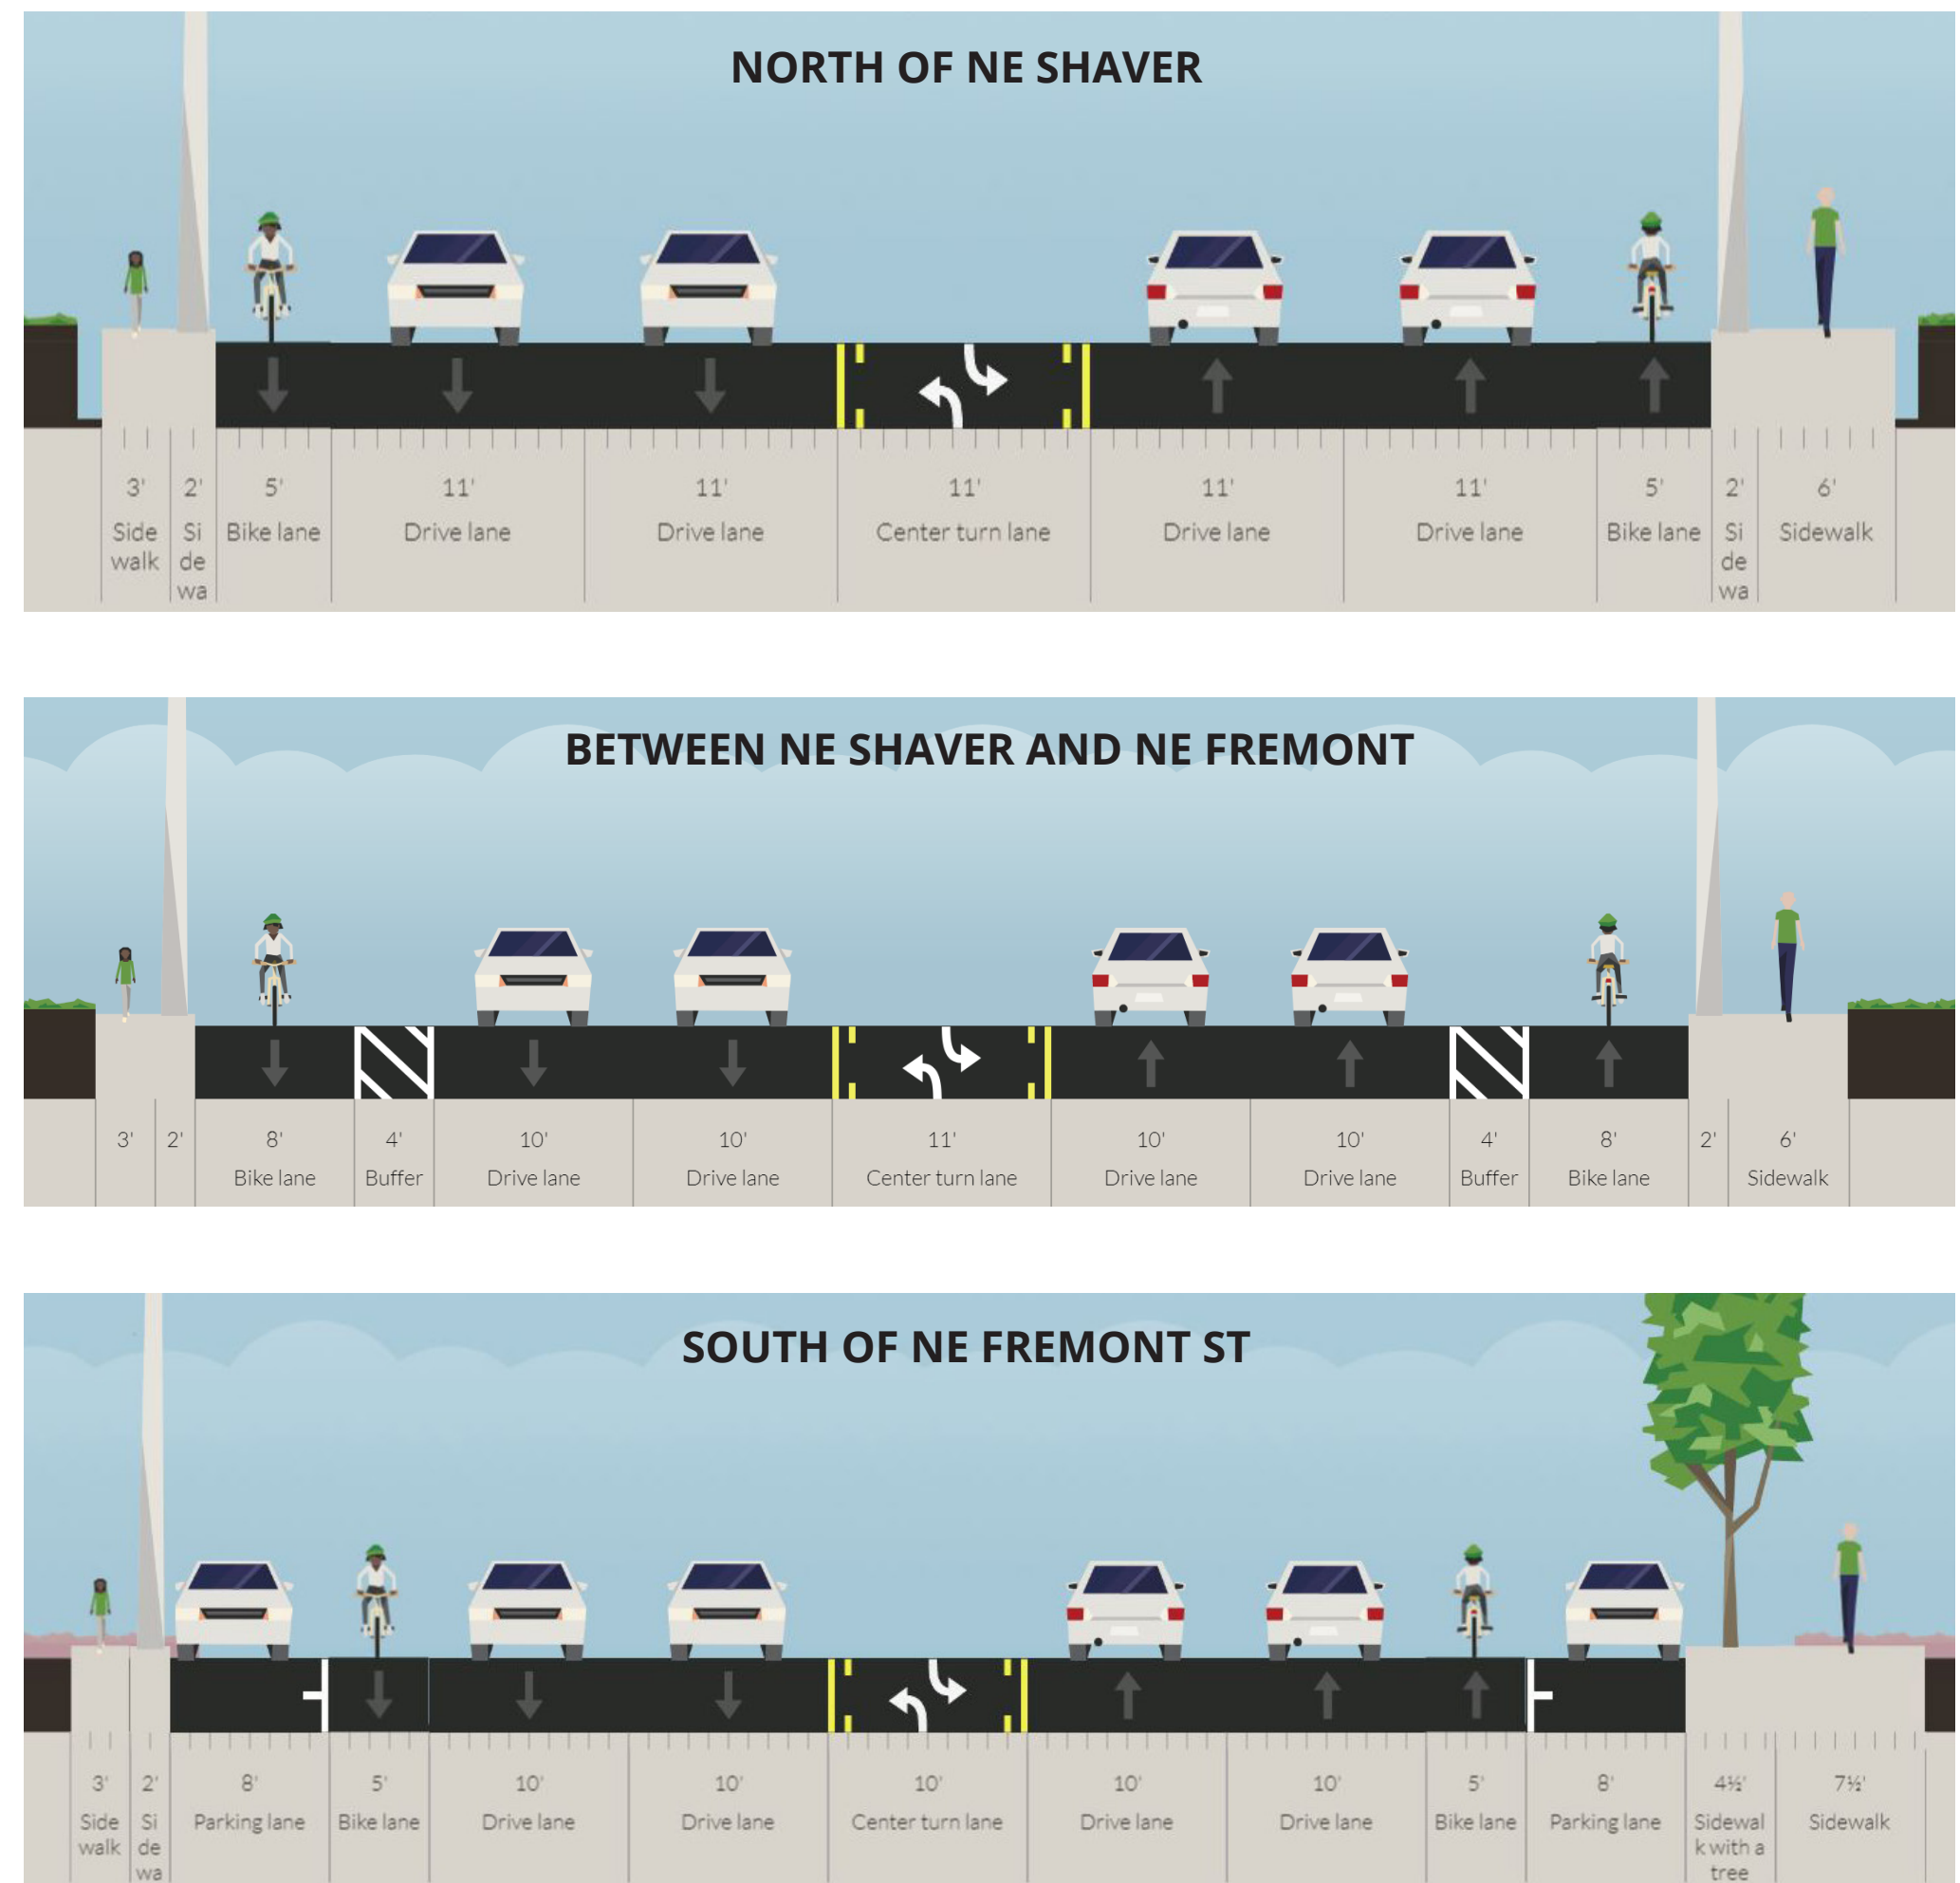 NORTH OF NE SHAVER
3' 2' 5' 11' 11' 11' 11' 11' 5' 2' 6'
Side Si Bike lane Drive lane Drive lane Center turn lane Drive lane Drive lane Bike lane Si Sidewalk
walk de de
wa wa
BETWEEN NE SHAVER AND NE FREMONT
3' 2' 8' 4' 10' 10' 11' 10' 10' 4' 8' 2' 6'
Bike lane Buffer Drive lane Drive lane Center turn lane Drive lane Drive lane Buffer Bike lane Sidewalk
SOUTH OF NE FREMONT ST
3' 2' 8' 5' 10' 10' 10' 10' 10' 5' 8' 4½' 7½'
Side Si Parking lane Bike lane Drive lane Drive lane Center turn lane Drive lane Drive lane Bike lane Parking lane Sidewal Sidewalk
walk de k with a
wa tree